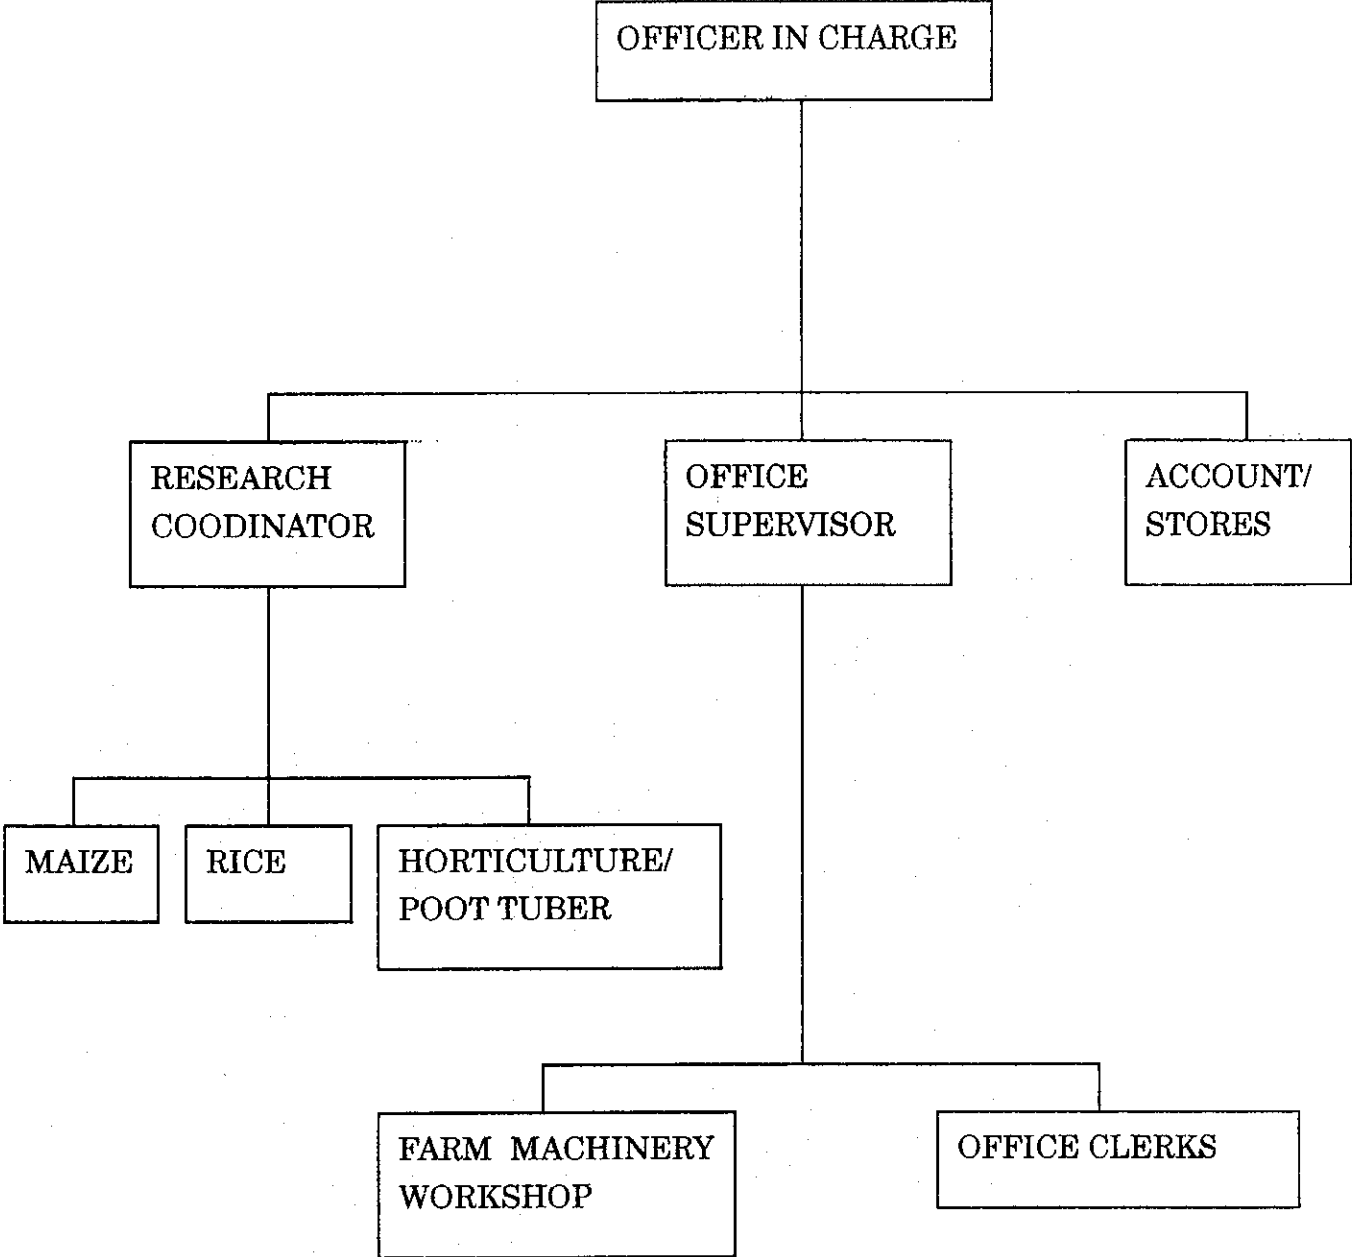 OFFICER IN CHARGE
RESEARCH
COODINATOR
OFFICE
SUPERVISOR
ACCOUNT/
STORES
MAIZE
RICE
HORTICULTURE/
POOT TUBER
FARM MACHINERY
WORKSHOP
OFFICE CLERKS